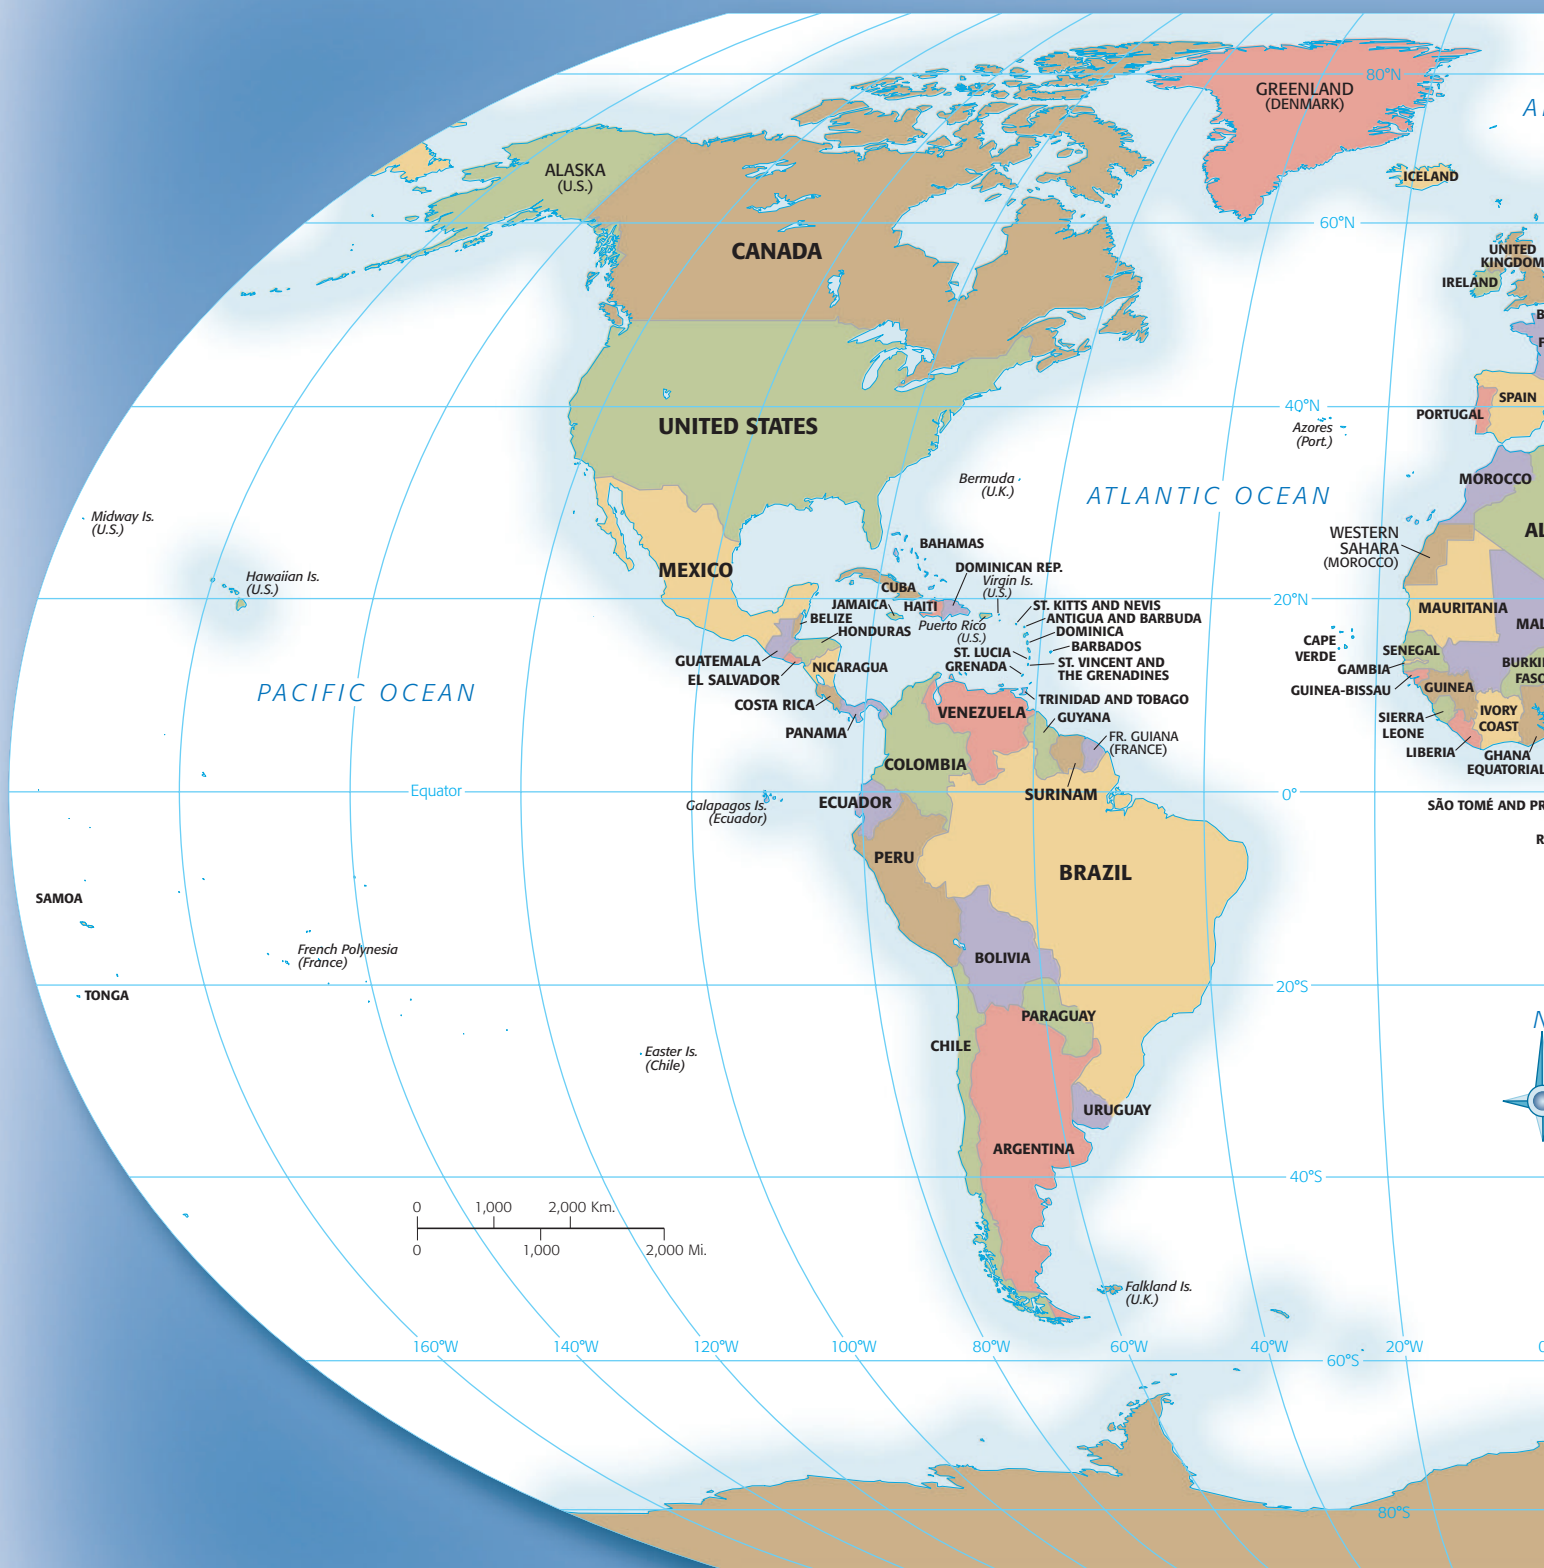 80°N
GREENLAND
(DENMARK)
ALASKA
(U.S.)
ICELAND
60°N
CANADA
UNITED
KINGDOM
IRELAND
SPAIN
40°N
PORTUGAL
UNITED STATES
Azores
(Port.)
Bermuda
(U.K.)
MOROCCO
ATLANTIC OCEAN
Midway Is.
(U.S.)
WESTERN
SAHARA
(MOROCCO)
BAHAMAS
MEXICO
DOMINICAN REP.
Hawaiian Is.
(U.S.)
Virgin Is.
(U.S.)
CUBA
20°N
JAMAICA
HAITI
ST. KITTS AND NEVIS
MAURITANIA
BELIZE
Puerto Rico
(U.S.)
ANTIGUA AND BARBUDA
HONDURAS
DOMINICA
CAPE
VERDE
BARBADOS
SENEGAL
GUATEMALA
NICARAGUA
ST. LUCIA
GRENADA
ST. VINCENT AND
THE GRENADINES
GAMBIA
EL SALVADOR
GUINEA
GUINEA-BISSAU
PACIFIC OCEAN
COSTA RICA
TRINIDAD AND TOBAGO
VENEZUELA
GUYANA
IVORY
COAST
SIERRA
LEONE
PANAMA
FR. GUIANA
(FRANCE)
LIBERIA
GHANA
COLOMBIA
EQUATORIAL
Equator
SURINAM
0°
Galapagos Is.
(Ecuador)
ECUADOR
SÃO TOMÉ AND PR
PERU
BRAZIL
SAMOA
French Polynesia
(France)
BOLIVIA
TONGA
20°S
PARAGUAY
CHILE
Easter Is.
(Chile)
URUGUAY
ARGENTINA
40°S
0 1,000 2,000 Km.
0 1,000 2,000 Mi.
Falkland Is.
(U.K.)
160°W 140°W 120°W 100°W 80°W 60°W 40°W 20°W
60°S
80°S